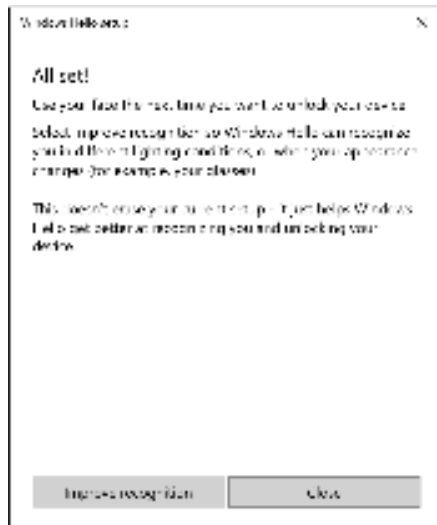 Windows Hello setup
All set!
Use your face the next time you want to unlock your device
Select Improve recognition so Windows Hello can recognize
you in different lighting conditions, or when your appearance
changes (for example, your glasses)
This doesn't erase your current setup - it just helps Windows
Hello get better at recognizing you and unlocking your
device
Improve recognition
Close